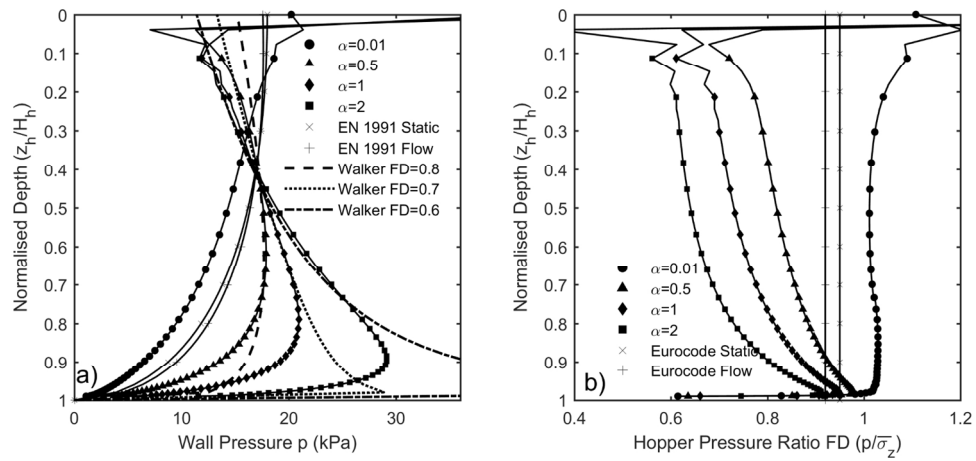 0
0.1
0.2
0.3
0.4
0.5
0.6
0.7
0.8
0.9
1
Normalised Depth (z_h/H_h)
α=0.01
α=0.5
α=1
α=2
EN 1991 Static
EN 1991 Flow
Walker FD=0.8
Walker FD=0.7
Walker FD=0.6
a)
0 10 20 30
Wall Pressure p (kPa)
0
0.1
0.2
0.3
0.4
0.5
0.6
0.7
0.8
0.9
1
Normalised Depth (z_h/H_h)
α=0.01
α=0.5
α=1
α=2
Eurocode Static
Eurocode Flow
b)
0.4 0.6 0.8 1 1.2
Hopper Pressure Ratio FD (p/σ̅_z)